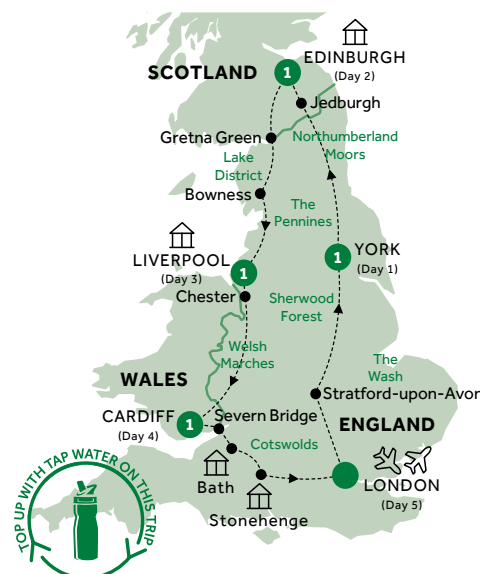 EDINBURGH
(Day 2)
SCOTLAND
1
Jedburgh
Gretna Green
Northumberland
Moors
Lake
District
Bowness
The
Pennines
LIVERPOOL
(Day 3)
1
1
YORK
(Day 1)
Chester
Sherwood
Forest
Welsh
Marches
The
Wash
WALES
Stratford-upon-Avon
CARDIFF
(Day 4)
1
Severn Bridge
ENGLAND
Cotswolds
Bath
LONDON
(Day 5)
Stonehenge
TOP UP WITH TAP WATER ON THIS TRIP